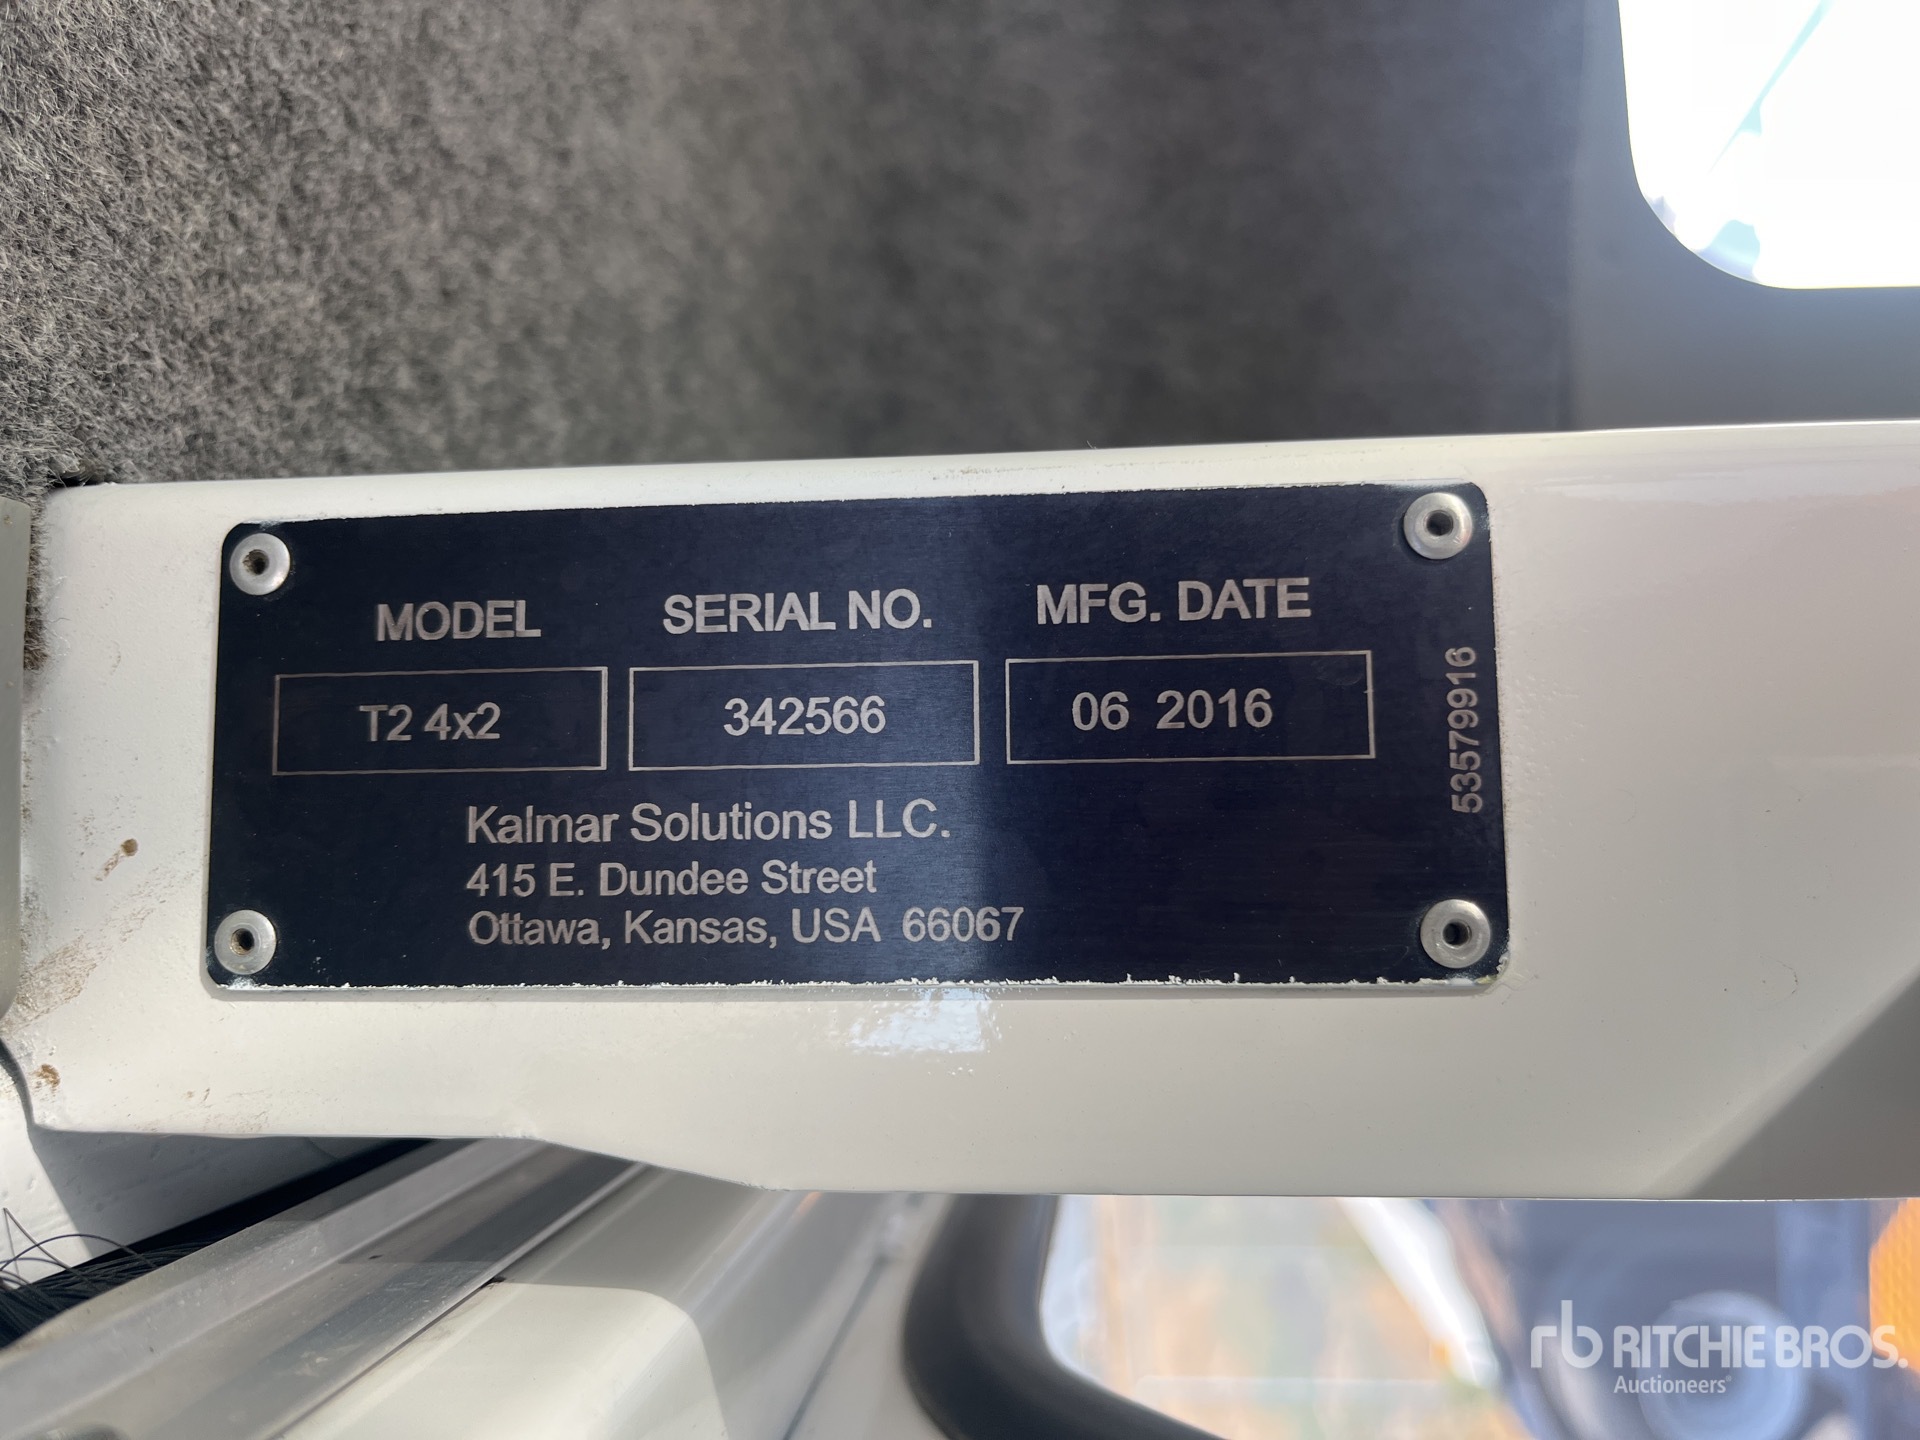 MODEL SERIAL NO. MFG. DATE
T2 4x2 342566 06 2016
Kalmar Solutions LLC.
415 E. Dundee Street
Ottawa, Kansas, USA 66067
53579916
rb RITCHIE BROS.
Auctioneers